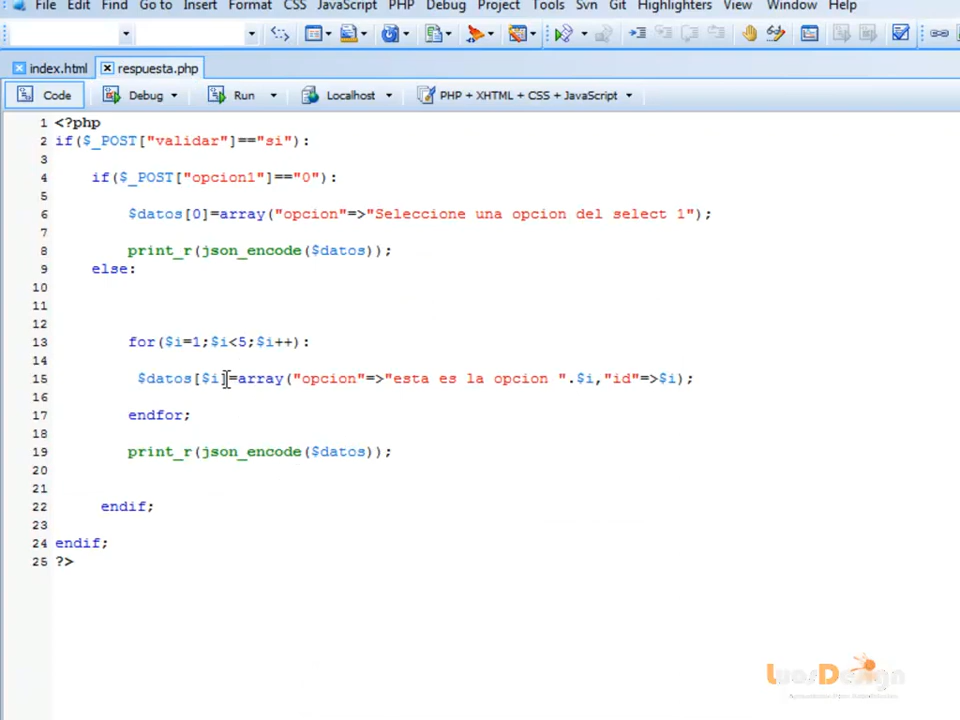 File Edit Find Go to Insert Format CSS JavaScript PHP Debug Project Tools Svn Git Highlighters View Window Help
index.html respuesta.php
Code Debug Run Localhost PHP + XHTML + CSS + JavaScript
1 <?php
2 if($_POST["validar"]=="si"):
3
4 if($_POST["opcion1"]=="0"):
5
6 $datos[0]=array("opcion"=>"Seleccione una opcion del select 1");
7
8 print_r(json_encode($datos));
9 else:
10
11
12
13 for($i=1;$i<5;$i++):
14
15 $datos[$i]=array("opcion"=>"esta es la opcion ".$i,"id"=>$i);
16
17 endfor;
18
19 print_r(json_encode($datos));
20
21
22 endif;
23
24 endif;
25 ?>
LuosDesign